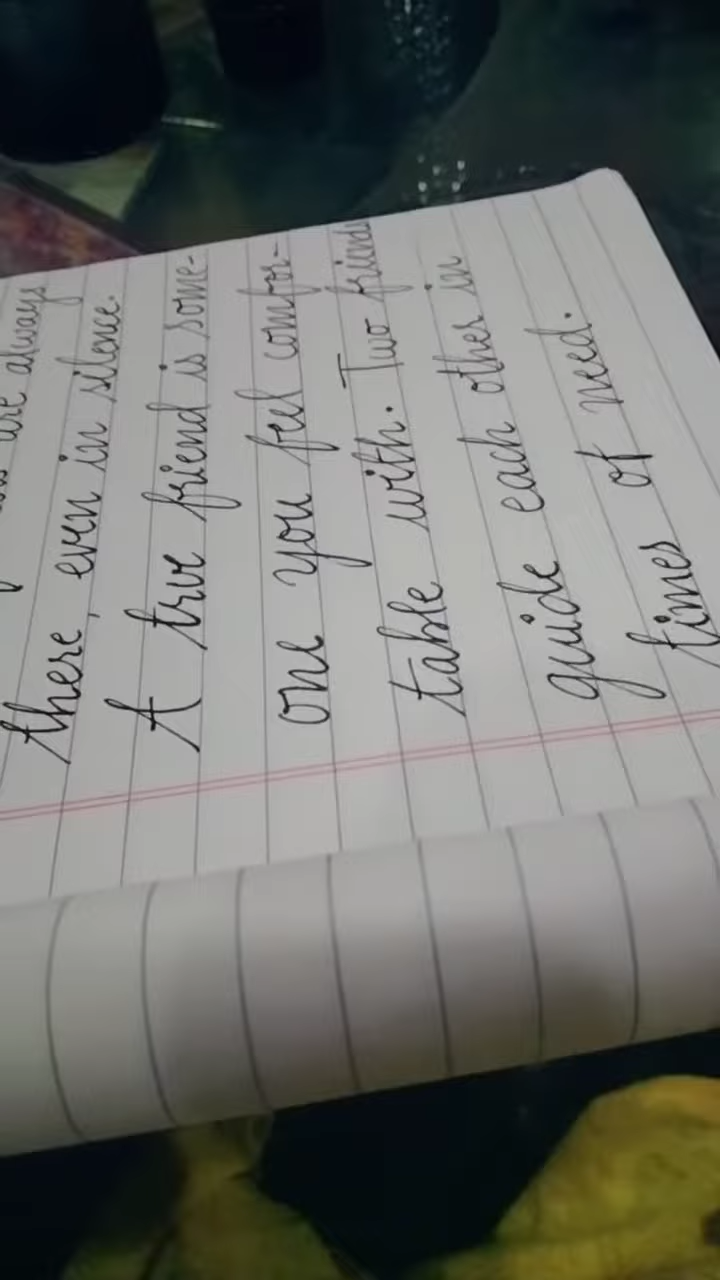 are always
there, even in silence.
A true friend is some-
one you feel comfor-
table with. Two friends
guide each other in
times of need.